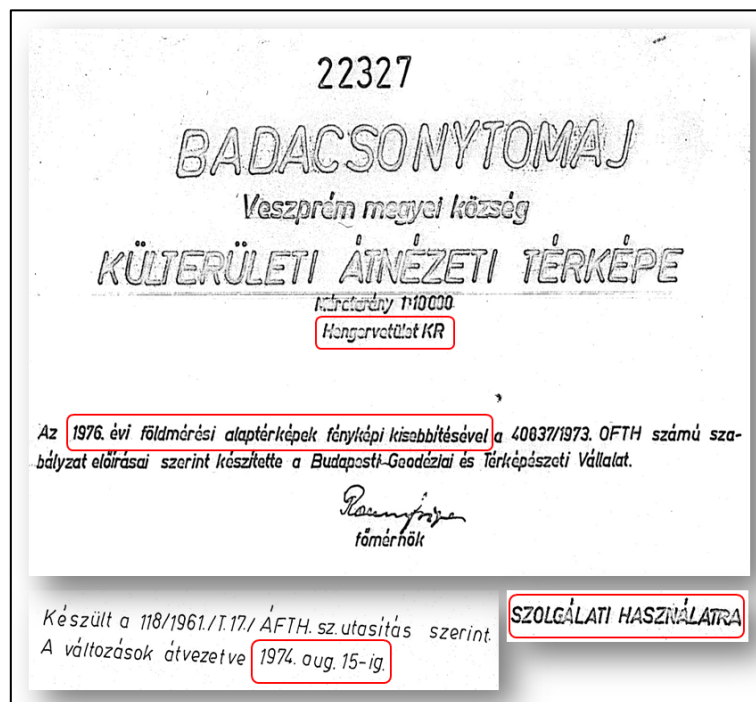 22327
BADACSONYTOMAJ
Veszprém megyei község
KÜLTERÜLETI ÁTNÉZETI TÉRKÉPE
Méretarány 1:10000
Hengervetület KR
Az 1976. évi földmérési alaptérképek fényképi kisebbítésével a 40837/1973. OFTH számú sza-
bályzat előírásai szerint készítette a Budapesti Geodéziai és Térképészeti Vállalat.
főmérnök
Készült a 118/1961./T.17./ ÁFTH. sz. utasítás szerint.
A változások átvezetve 1974. aug. 15-ig.
SZOLGÁLATI HASZNÁLATRA